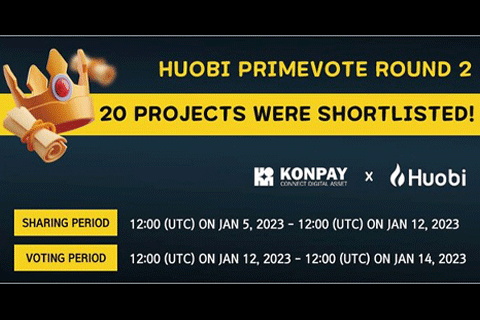 HUOBI PRIMEVOTE ROUND 2
20 PROJECTS WERE SHORTLISTED!
KONPAY
CONNECT DIGITAL ASSET
x
Huobi
SHARING PERIOD 12:00 (UTC) ON JAN 5, 2023 – 12:00 (UTC) ON JAN 12, 2023
VOTING PERIOD 12:00 (UTC) ON JAN 12, 2023 – 12:00 (UTC) ON JAN 14, 2023